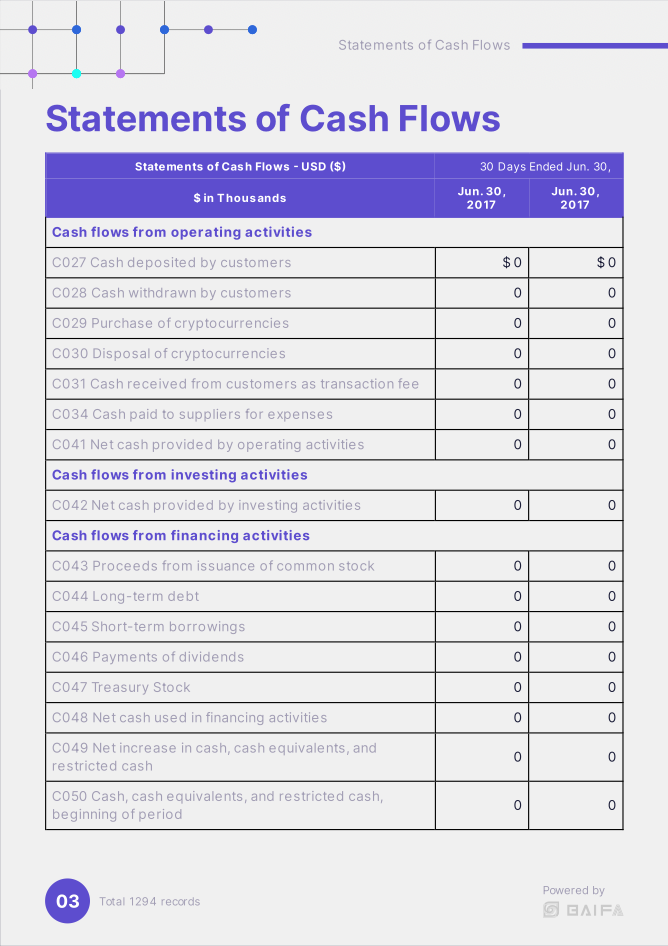 Statements of Cash Flows
Statements of Cash Flows
Statements of Cash Flows - USD ($) 30 Days Ended Jun. 30,
$ in Thousands Jun. 30, 2017 Jun. 30, 2017
Cash flows from operating activities
C027 Cash deposited by customers $ 0 $ 0
C028 Cash withdrawn by customers 0 0
C029 Purchase of cryptocurrencies 0 0
C030 Disposal of cryptocurrencies 0 0
C031 Cash received from customers as transaction fee 0 0
C034 Cash paid to suppliers for expenses 0 0
C041 Net cash provided by operating activities 0 0
Cash flows from investing activities
C042 Net cash provided by investing activities 0 0
Cash flows from financing activities
C043 Proceeds from issuance of common stock 0 0
C044 Long-term debt 0 0
C045 Short-term borrowings 0 0
C046 Payments of dividends 0 0
C047 Treasury Stock 0 0
C048 Net cash used in financing activities 0 0
C049 Net increase in cash, cash equivalents, and
restricted cash 0 0
C050 Cash, cash equivalents, and restricted cash,
beginning of period 0 0
03 Total 1294 records
Powered by
BAIFA